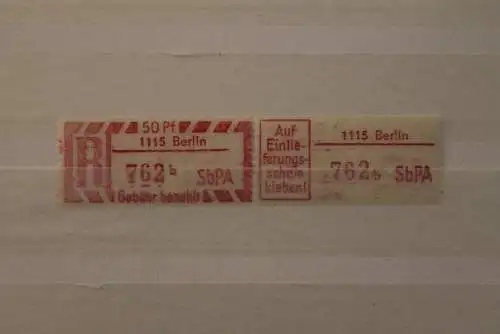 50 Pf
1115 Berlin
R
762 b
SbPA
Gebühr bezahlt
Auf
Einlie-
ferungs-
schein
kleben!
1115 Berlin
762 b
SbPA